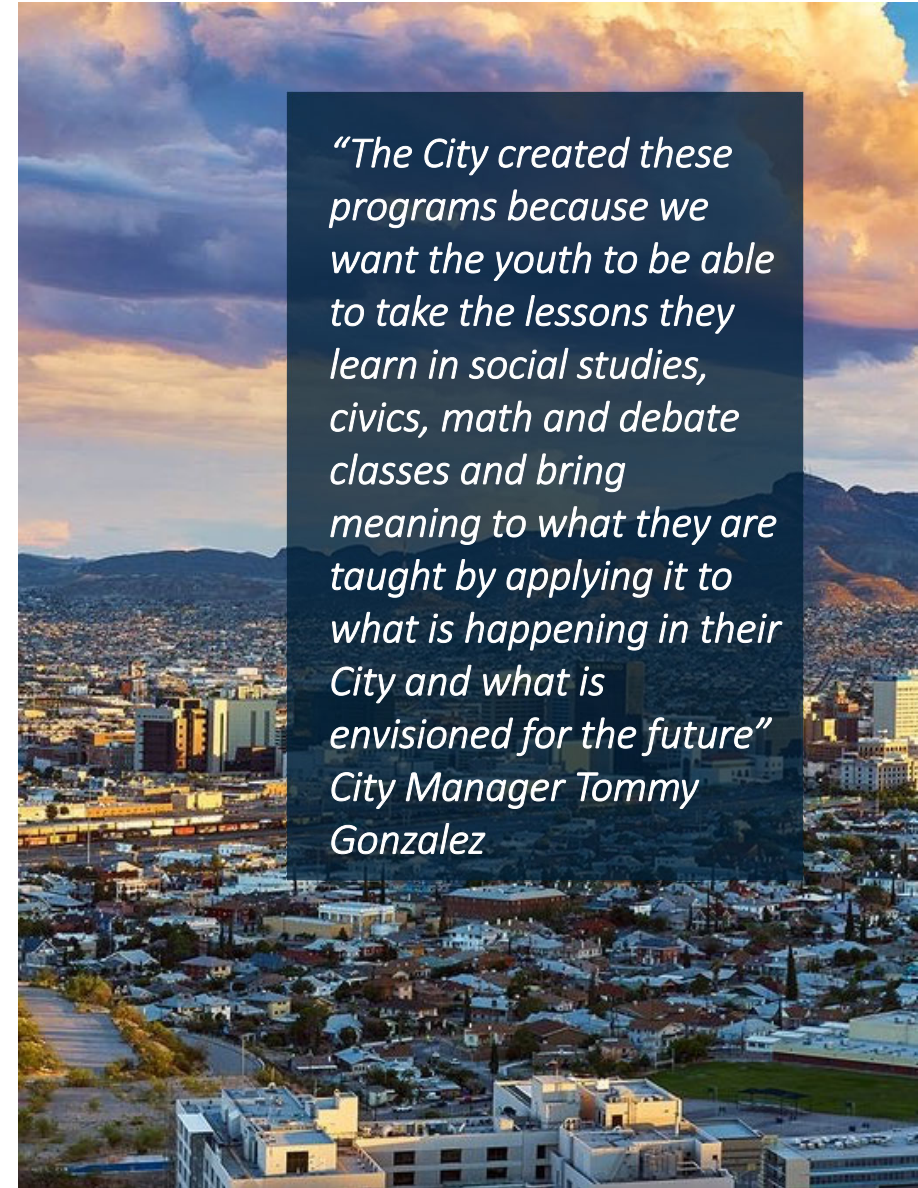 “The City created these
programs because we
want the youth to be able
to take the lessons they
learn in social studies,
civics, math and debate
classes and bring
meaning to what they are
taught by applying it to
what is happening in their
City and what is
envisioned for the future”
City Manager Tommy
Gonzalez